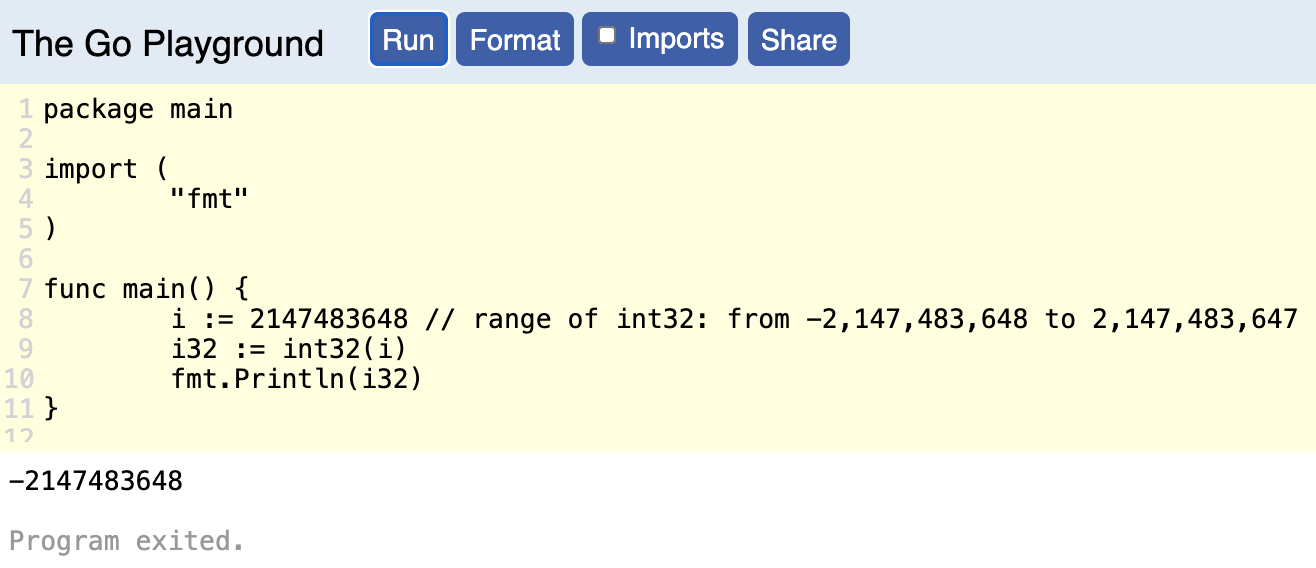 The Go Playground Run Format Imports Share
1 package main
2
3 import (
4 "fmt"
5 )
6
7 func main() {
8 i := 2147483648 // range of int32: from -2,147,483,648 to 2,147,483,647
9 i32 := int32(i)
10 fmt.Println(i32)
11 }
12
-2147483648
Program exited.